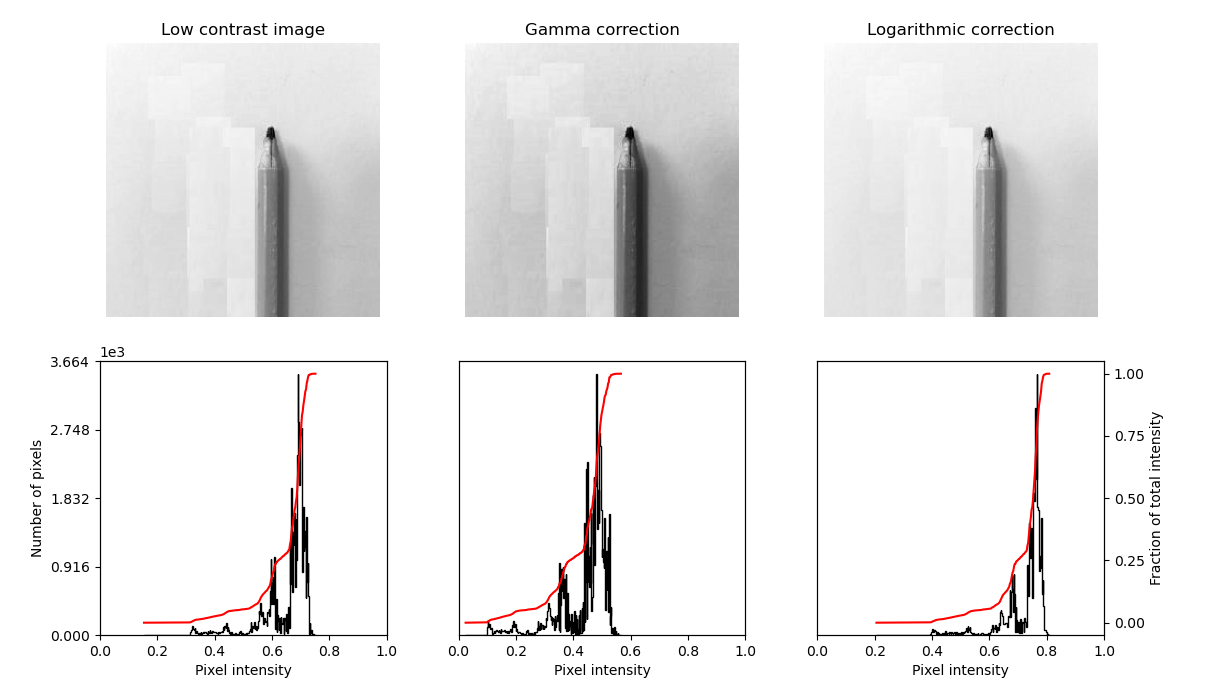 Low contrast image
Gamma correction
Logarithmic correction
1e3
3.664
2.748
1.832
0.916
0.000
Number of pixels
0.0 0.2 0.4 0.6 0.8 1.0
Pixel intensity
0.0 0.2 0.4 0.6 0.8 1.0
Pixel intensity
0.0 0.2 0.4 0.6 0.8 1.0
Pixel intensity
1.00
0.75
0.50
0.25
0.00
Fraction of total intensity